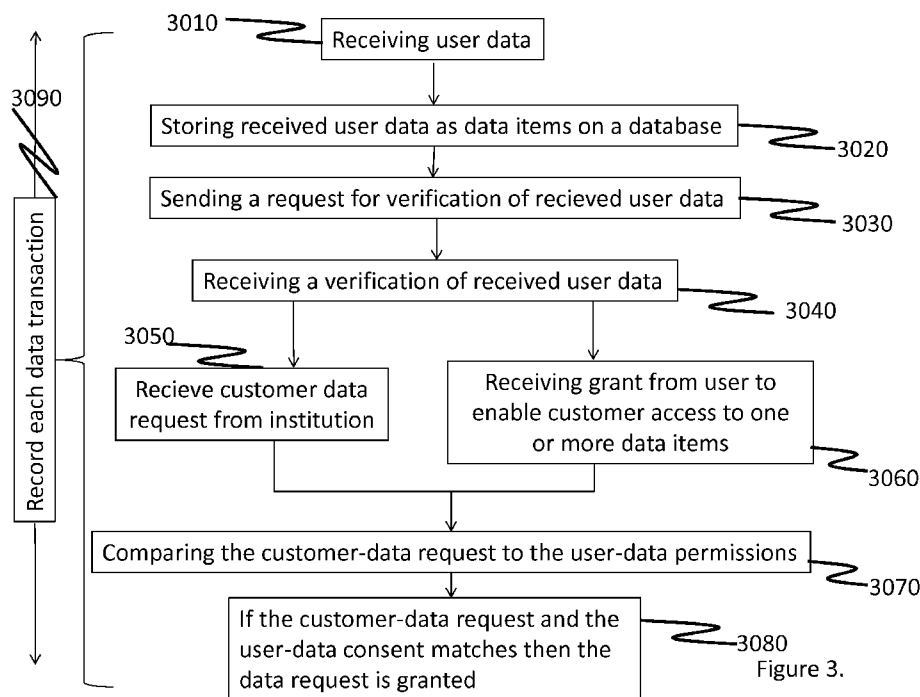 3010
Receiving user data
3090
Storing received user data as data items on a database
3020
Sending a request for verification of recieved user data
3030
Record each data transaction
Receiving a verification of received user data
3040
3050
Recieve customer data
request from institution
Receiving grant from user to
enable customer access to one
or more data items
3060
Comparing the customer-data request to the user-data permissions
3070
If the customer-data request and the
user-data consent matches then the
data request is granted
3080
Figure 3.